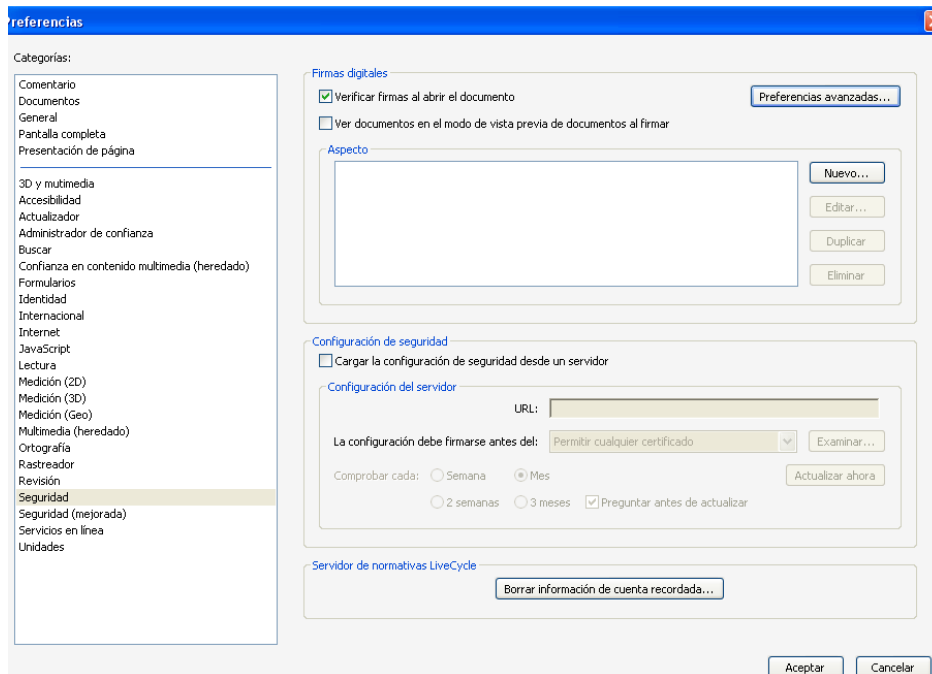 Preferencias
Categorías:
Comentario
Documentos
General
Pantalla completa
Presentación de página
3D y mutimedia
Accesibilidad
Actualizador
Administrador de confianza
Buscar
Confianza en contenido multimedia (heredado)
Formularios
Identidad
Internacional
Internet
JavaScript
Lectura
Medición (2D)
Medición (3D)
Medición (Geo)
Multimedia (heredado)
Ortografía
Rastreador
Revisión
Seguridad
Seguridad (mejorada)
Servicios en línea
Unidades
Firmas digitales
Verificar firmas al abrir el documento
Preferencias avanzadas...
Ver documentos en el modo de vista previa de documentos al firmar
Aspecto
Nuevo...
Editar...
Duplicar
Eliminar
Configuración de seguridad
Cargar la configuración de seguridad desde un servidor
Configuración del servidor
URL:
La configuración debe firmarse antes del: Permitir cualquier certificado Examinar...
Comprobar cada: Semana Mes Actualizar ahora
2 semanas 3 meses Preguntar antes de actualizar
Servidor de normativas LiveCycle
Borrar información de cuenta recordada...
Aceptar Cancelar